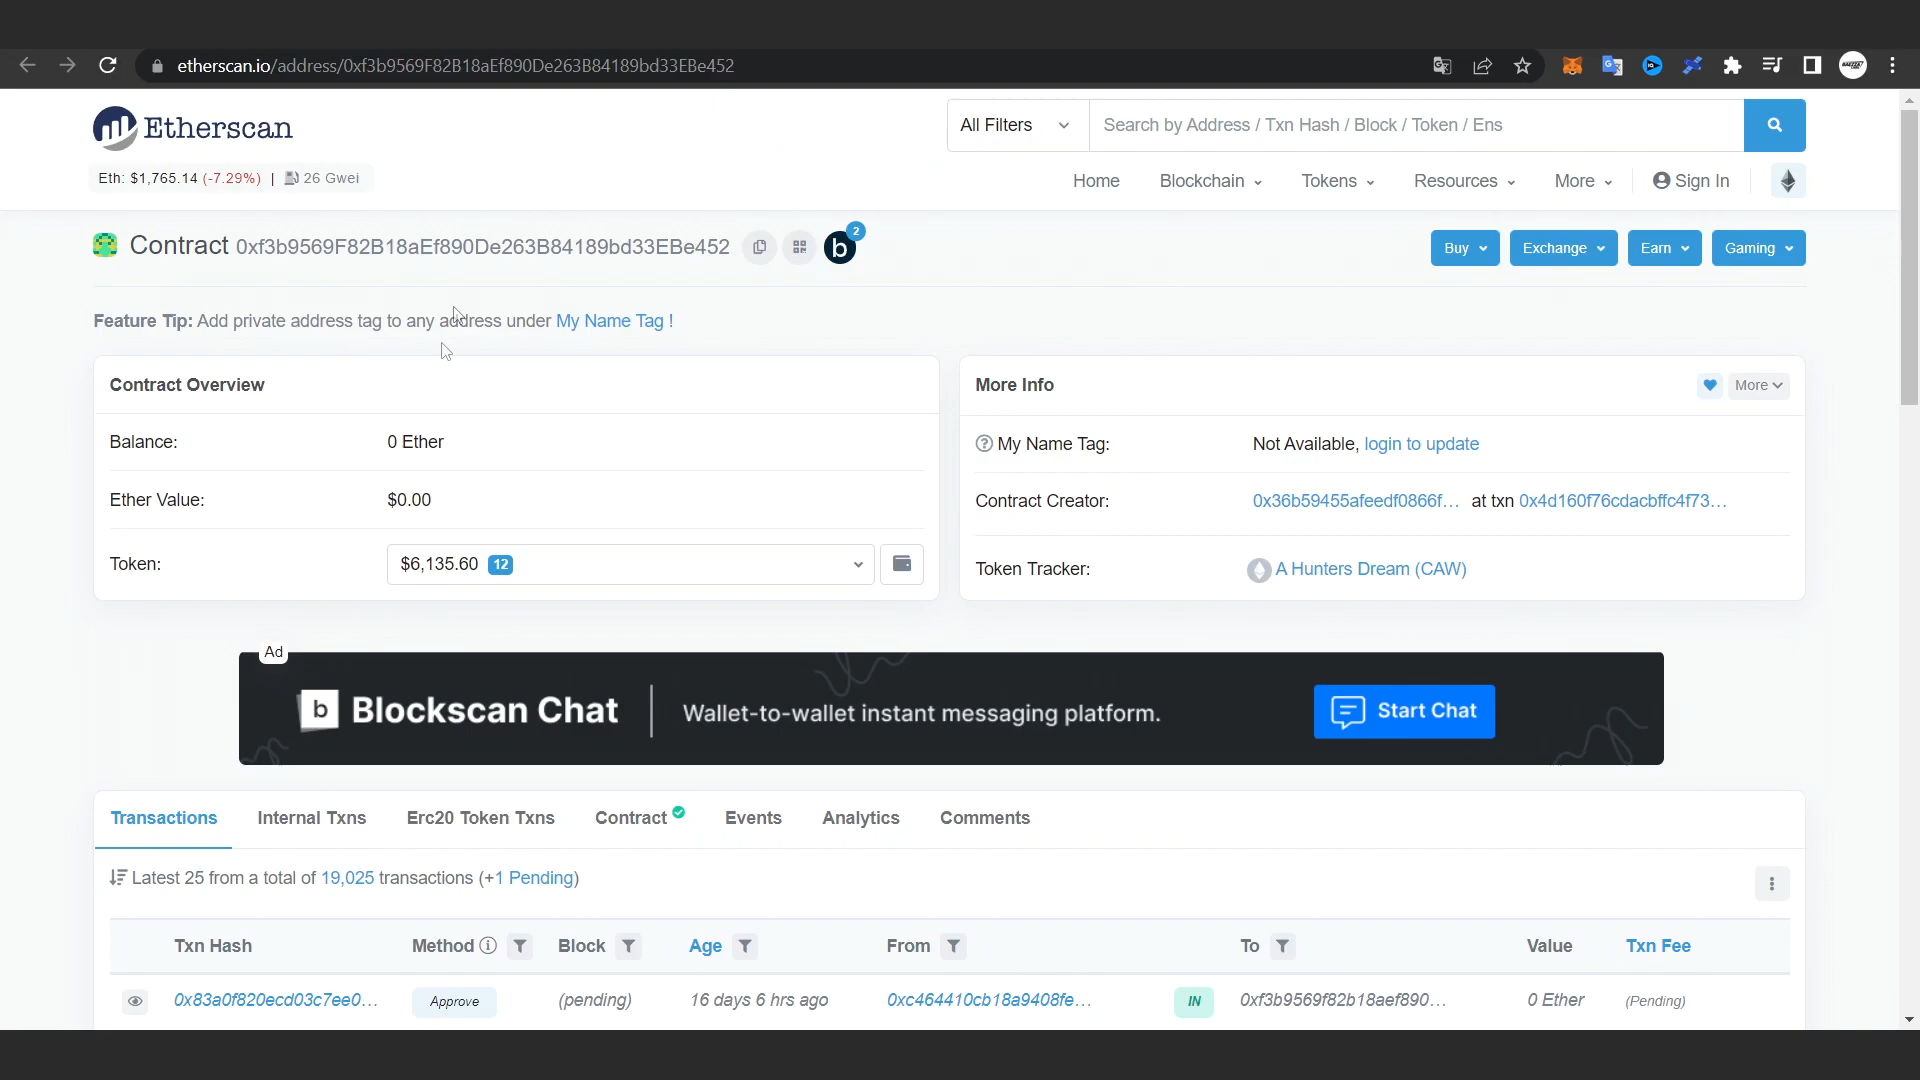 etherscan.io/address/0xf3b9569F82B18aEf890De263B84189bd33EBe452
Etherscan
All Filters
Search by Address / Txn Hash / Block / Token / Ens
Eth: $1,765.14 (-7.29%) | 26 Gwei
Home Blockchain Tokens Resources More Sign In
Contract 0xf3b9569F82B18aEf890De263B84189bd33EBe452
b 2
Buy Exchange Earn Gaming
Feature Tip: Add private address tag to any address under My Name Tag !
Contract Overview
Balance: 0 Ether
Ether Value: $0.00
Token: $6,135.60 12
More Info
More
My Name Tag: Not Available, login to update
Contract Creator: 0x36b59455afeedf0866f... at txn 0x4d160f76cdacbffc4f73...
Token Tracker: A Hunters Dream (CAW)
Ad
b Blockscan Chat
Wallet-to-wallet instant messaging platform.
Start Chat
Transactions Internal Txns Erc20 Token Txns Contract Events Analytics Comments
Latest 25 from a total of 19,025 transactions (+1 Pending)
Txn Hash Method Block Age From To Value Txn Fee
0x83a0f820ecd03c7ee0... Approve (pending) 16 days 6 hrs ago 0xc464410cb18a9408fe... IN 0xf3b9569f82b18aef890... 0 Ether (Pending)